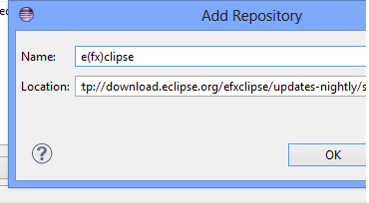 Add Repository
Name: e(fx)clipse
Location: tp://download.eclipse.org/efxclipse/updates-nightly/s
OK